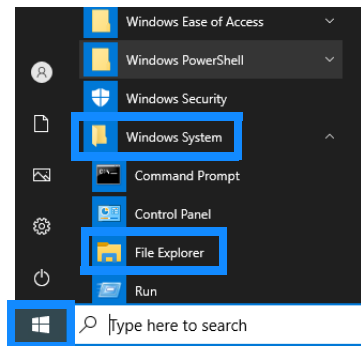 Windows Ease of Access
Windows PowerShell
Windows Security
Windows System
Command Prompt
Control Panel
File Explorer
Run
Type here to search